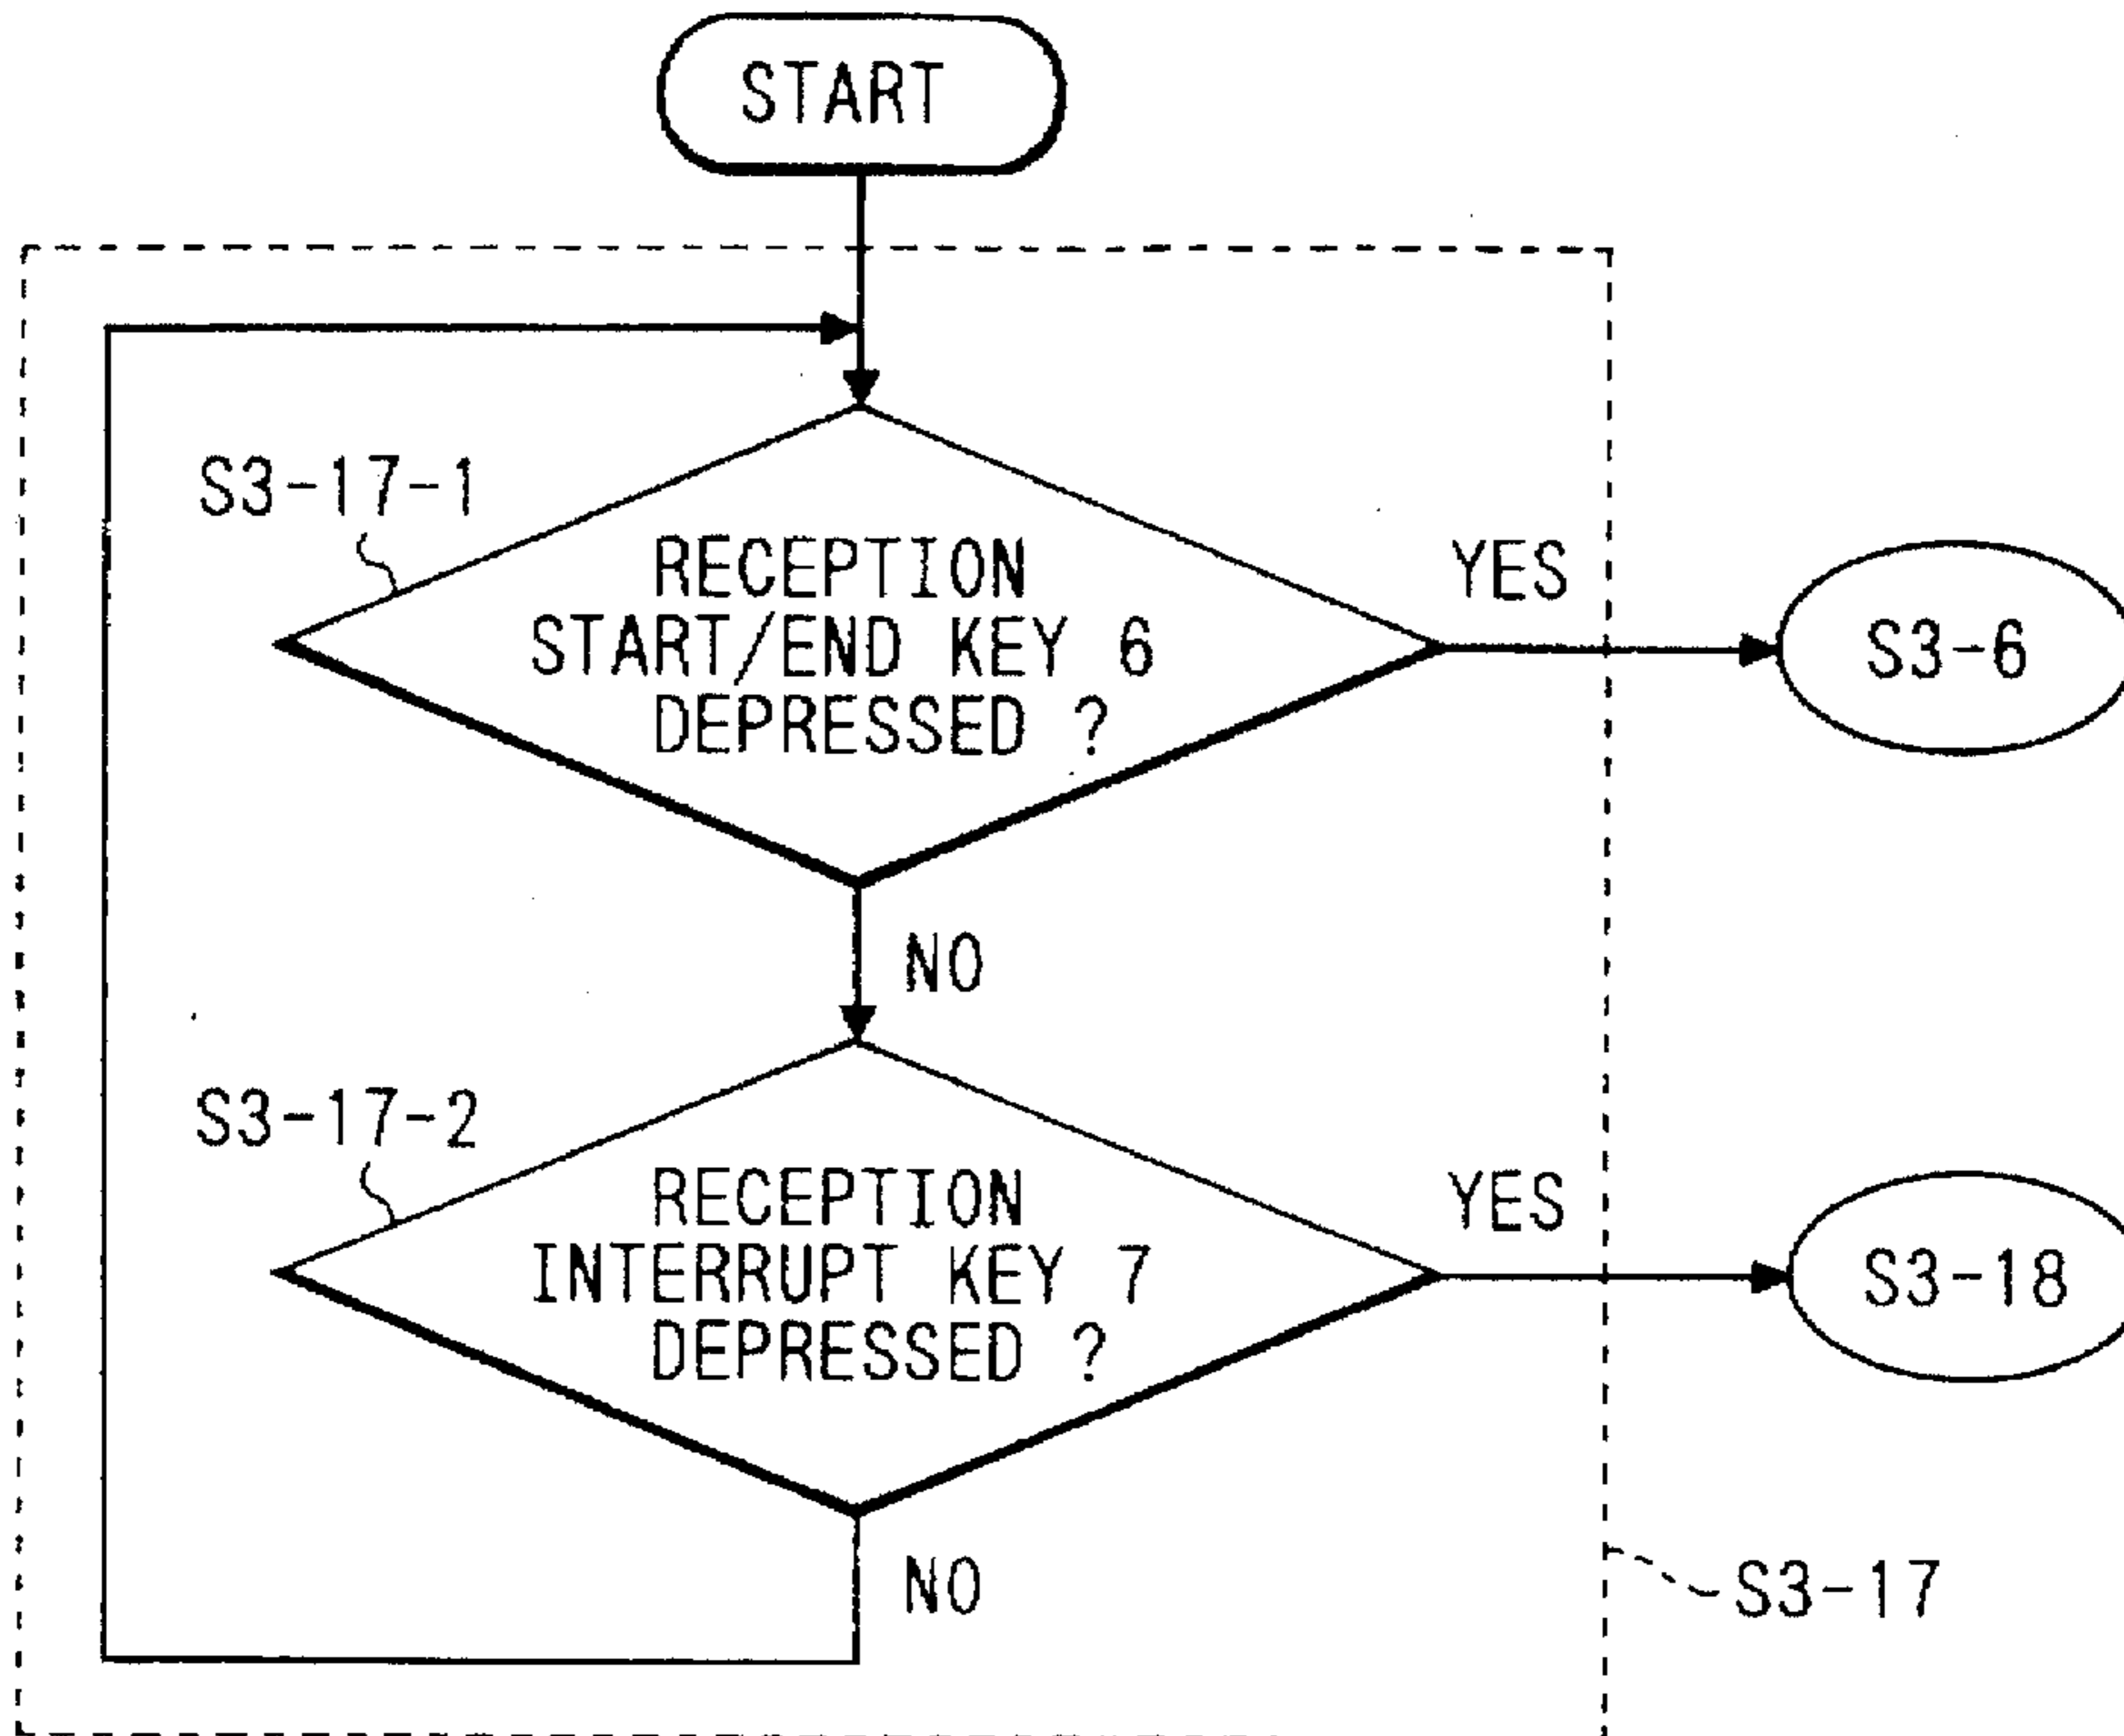 START
S3-17-1
RECEPTION
START/END KEY 6
DEPRESSED ?
YES
S3-6
NO
S3-17-2
RECEPTION
INTERRUPT KEY 7
DEPRESSED ?
YES
S3-18
NO
S3-17